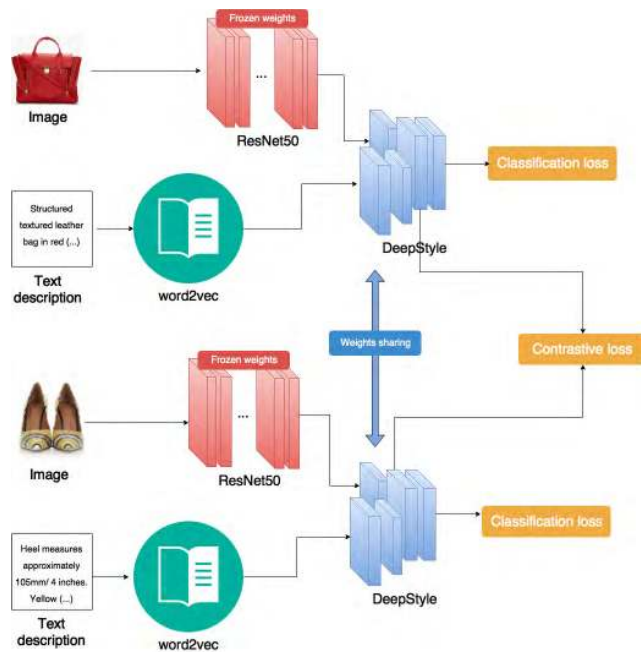 Frozen weights
...
Image
ResNet50
Classification loss
Structured
textured leather
bag in red (...)
DeepStyle
Text
description
word2vec
Weights sharing
Contrastive loss
Frozen weights
...
Image
ResNet50
Classification loss
Heel measures
approximately
105mm/ 4 inches.
Yellow (...)
DeepStyle
Text
description
word2vec